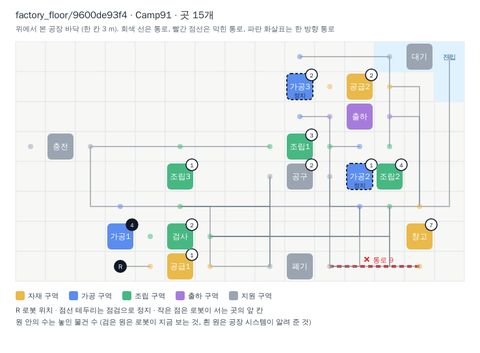 factory_floor/9600de93f4 · Camp91 · 곳 15개
위에서 본 공장 바닥 (한 칸 3 m). 회색 선은 통로, 빨간 점선은 막힌 통로, 파란 화살표는 한 방향 통로
대기
진입
2
가공3
정지
2
공급2
출하
충전
3
조립1
1
조립3
2
공구
1
가공2
정지
4
조립2
4
가공1
2
검사
7
창고
R
1
공급1
폐기
✖ 통로 9
자재 구역
가공 구역
조립 구역
출하 구역
지원 구역
R 로봇 위치 · 점선 테두리는 점검으로 정지 · 작은 점은 로봇이 서는 곳의 앞 칸
원 안의 수는 놓인 물건 수 (검은 원은 로봇이 지금 보는 것, 흰 원은 공장 시스템이 알려 준 것)